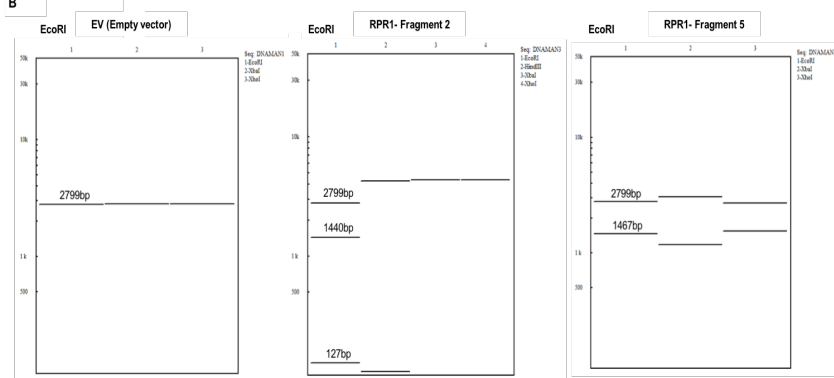 B
EcoRI
EV (Empty vector)
1 2 3
50k
30k
10k
1k
500
2799bp
Seq: DNAMAN1
1-EcoRI
2-XbaI
3-XhoI
EcoRI
RPR1- Fragment 2
1 2 3 4
50k
30k
10k
1k
500
2799bp
1440bp
127bp
Seq: DNAMAN3
1-EcoRI
2-HindIII
3-XbaI
4-XhoI
EcoRI
RPR1- Fragment 5
1 2 3
50k
30k
10k
1k
500
2799bp
1467bp
Seq: DNAMAN
1-EcoRI
2-XbaI
3-XhoI